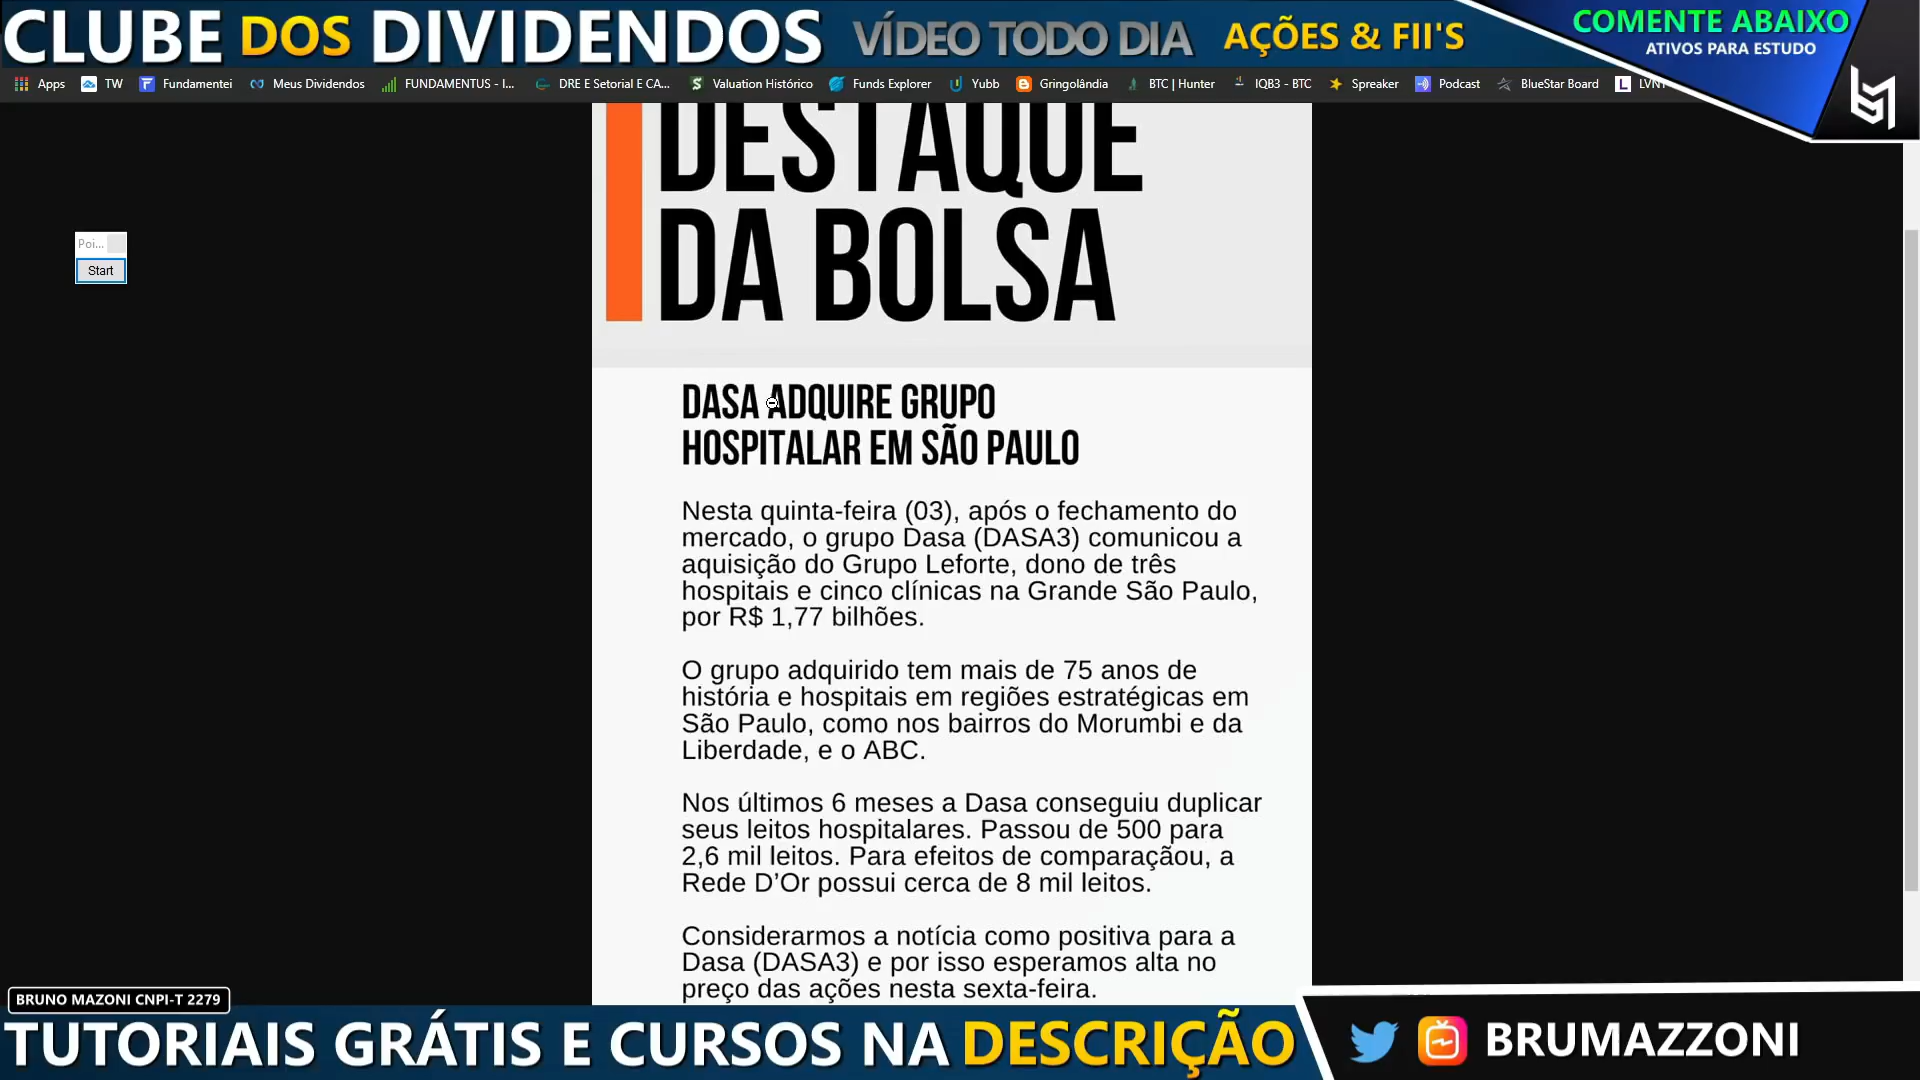 CLUBE DOS DIVIDENDOS VÍDEO TODO DIA AÇÕES & FII'S
COMENTE ABAIXO
ATIVOS PARA ESTUDO
Apps TW Fundamentei Meus Dividendos FUNDAMENTUS - I... DRE E Setorial E CA... Valuation Histórico Funds Explorer Yubb Gringolândia BTC | Hunter IQB3 - BTC Spreaker Podcast BlueStar Board
DESTAQUE
DA BOLSA
Poi...
Start
DASA ADQUIRE GRUPO
HOSPITALAR EM SÃO PAULO
Nesta quinta-feira (03), após o fechamento do
mercado, o grupo Dasa (DASA3) comunicou a
aquisição do Grupo Leforte, dono de três
hospitais e cinco clínicas na Grande São Paulo,
por R$ 1,77 bilhões.
O grupo adquirido tem mais de 75 anos de
história e hospitais em regiões estratégicas em
São Paulo, como nos bairros do Morumbi e da
Liberdade, e o ABC.
Nos últimos 6 meses a Dasa conseguiu duplicar
seus leitos hospitalares. Passou de 500 para
2,6 mil leitos. Para efeitos de comparaçãou, a
Rede D’Or possui cerca de 8 mil leitos.
Considerarmos a notícia como positiva para a
Dasa (DASA3) e por isso esperamos alta no
preço das ações nesta sexta-feira.
BRUNO MAZONI CNPI-T 2279
TUTORIAIS GRÁTIS E CURSOS NA DESCRIÇÃO
BRUMAZZONI